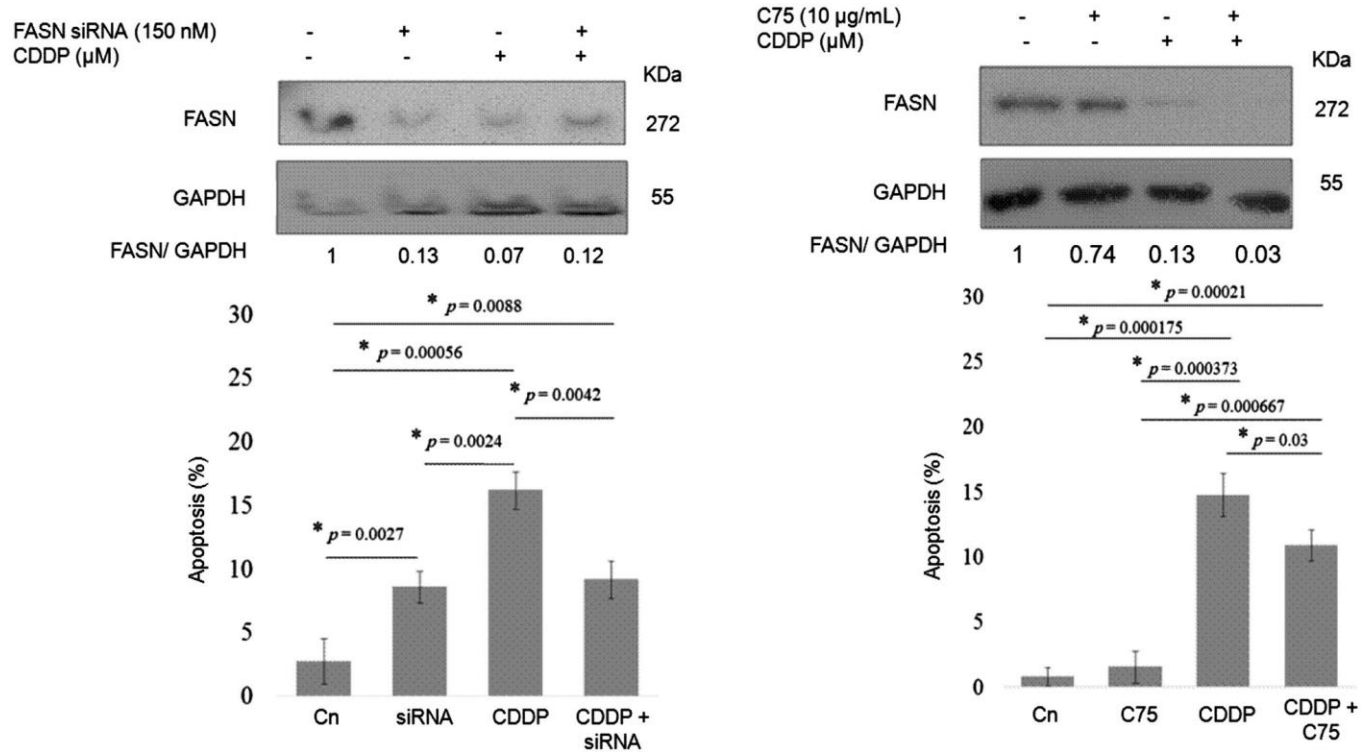 FASN siRNA (150 nM) - + - +
CDDP (µM) - - + +
KDa
FASN 272
GAPDH 55
FASN/ GAPDH 1 0.13 0.07 0.12
* p = 0.0088
* p = 0.00056
* p = 0.0042
* p = 0.0024
* p = 0.0027
Apoptosis (%)
30
25
20
15
10
5
0
Cn siRNA CDDP CDDP +
siRNA
C75 (10 µg/mL) - + - +
CDDP (µM) - - + +
KDa
FASN 272
GAPDH 55
FASN/ GAPDH 1 0.74 0.13 0.03
* p = 0.00021
* p = 0.000175
* p = 0.000373
* p = 0.000667
* p = 0.03
Apoptosis (%)
30
25
20
15
10
5
0
Cn C75 CDDP CDDP +
C75